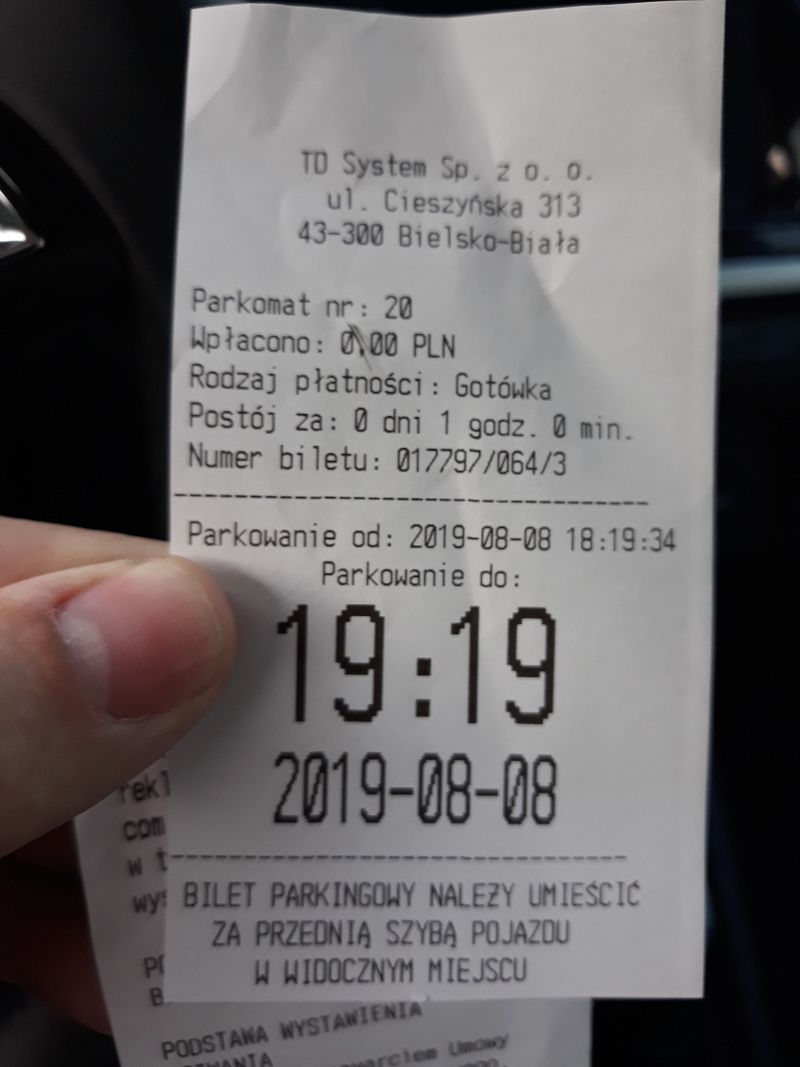 TD System Sp. z o. o.
ul. Cieszyńska 313
43-300 Bielsko-Biała
Parkomat nr: 20
Wpłacono: 0,00 PLN
Rodzaj płatności: Gotówka
Postój za: 0 dni 1 godz. 0 min.
Numer biletu: 017797/064/3
Parkowanie od: 2019-08-08 18:19:34
Parkowanie do:
19:19
2019-08-08
BILET PARKINGOWY NALEŻY UMIEŚCIĆ
ZA PRZEDNIĄ SZYBĄ POJAZDU
W WIDOCZNYM MIEJSCU
PODSTAWA WYSTAWIENIA
Umowy